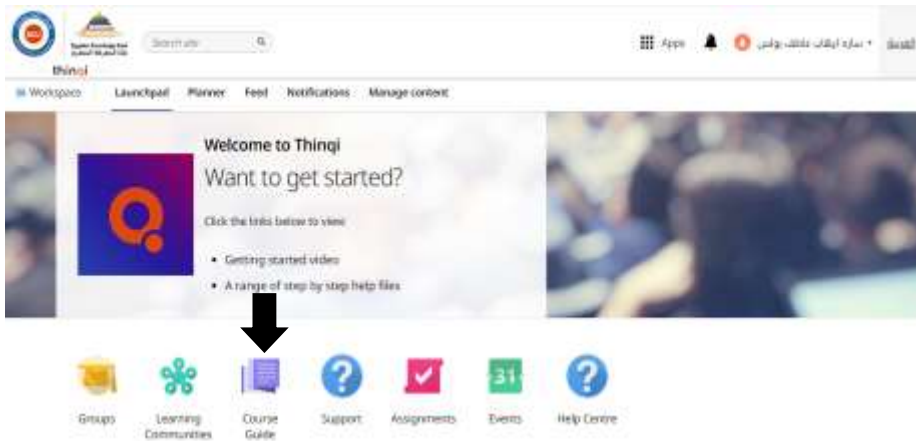 Search site
Apps
thinqi
Workspace Launchpad Planner Feed Notifications Manage content
Welcome to Thinqi
Want to get started?
Click the links below to view
• Getting started videos
• A range of step by step help files
31
Groups
Learning Communities
Course Guide
Support
Assignments
Events
Help Centre